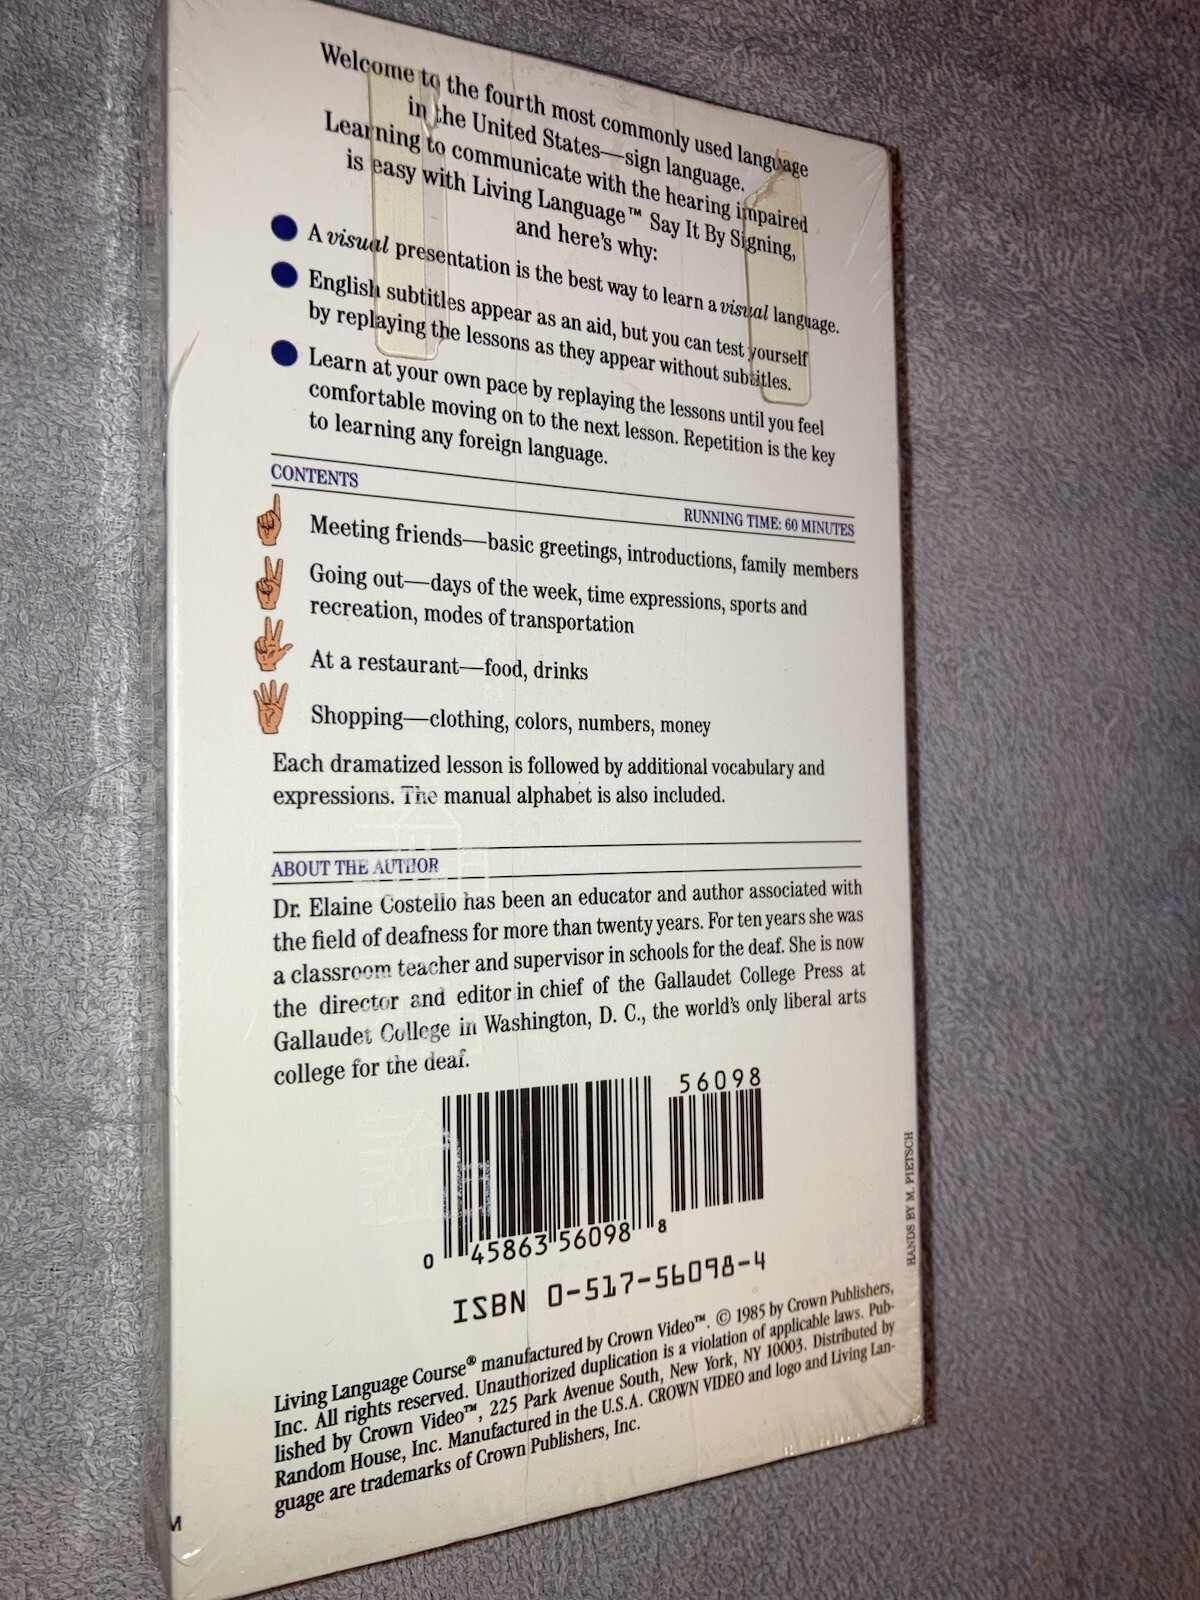 Welcome to the fourth most commonly used language
in the United States—sign language.
Learning to communicate with the hearing impaired
is easy with Living Language™ Say It By Signing,
and here's why:
A visual presentation is the best way to learn a visual language.
English subtitles appear as an aid, but you can test yourself
by replaying the lessons as they appear without subtitles.
Learn at your own pace by replaying the lessons until you feel
comfortable moving on to the next lesson. Repetition is the key
to learning any foreign language.
CONTENTS
RUNNING TIME: 60 MINUTES
Meeting friends—basic greetings, introductions, family members
Going out—days of the week, time expressions, sports and
recreation, modes of transportation
At a restaurant—food, drinks
Shopping—clothing, colors, numbers, money
Each dramatized lesson is followed by additional vocabulary and
expressions. The manual alphabet is also included.
ABOUT THE AUTHOR
Dr. Elaine Costello has been an educator and author associated with
the field of deafness for more than twenty years. For ten years she was
a classroom teacher and supervisor in schools for the deaf. She is now
the director and editor in chief of the Gallaudet College Press at
Gallaudet College in Washington, D. C., the world's only liberal arts
college for the deaf.
56098
0 45863 56098 8
ISBN 0-517-56098-4
HANDS BY M. PIETSCH
Living Language Course® manufactured by Crown Video™. © 1985 by Crown Publishers,
Inc. All rights reserved. Unauthorized duplication is a violation of applicable laws. Pub-
lished by Crown Video™, 225 Park Avenue South, New York, NY 10003. Distributed by
Random House, Inc. Manufactured in the U.S.A. CROWN VIDEO and logo and Living Lan-
guage are trademarks of Crown Publishers, Inc.
M